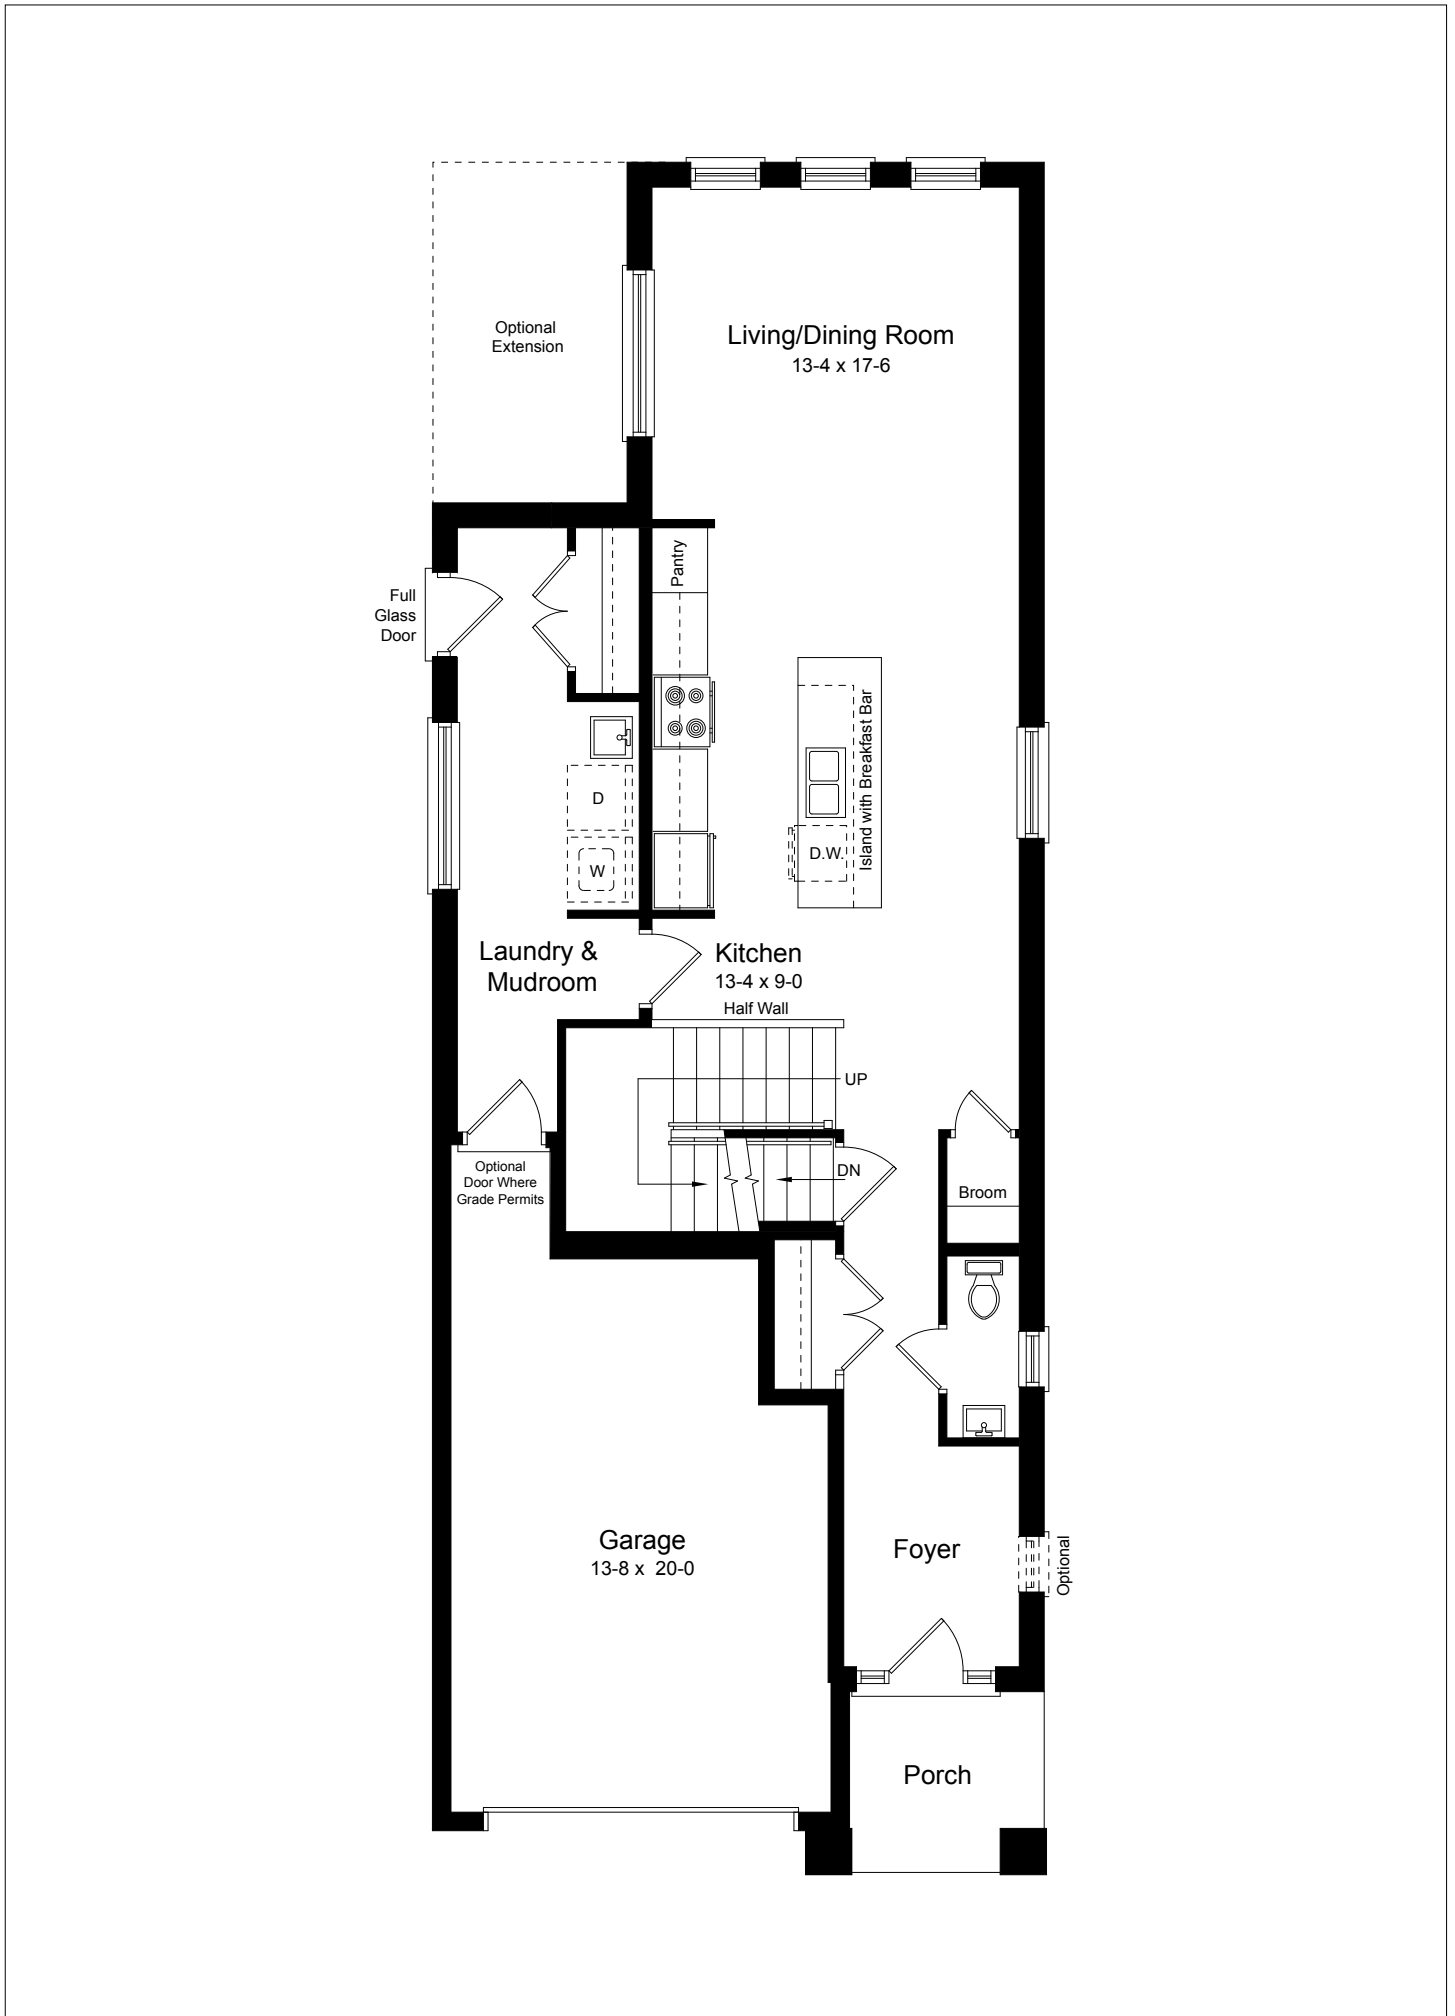 Optional
Extension
Living/Dining Room
13-4 x 17-6
Pantry
Full
Glass
Door
Island with Breakfast Bar
D
D.W.
W
Laundry &
Mudroom
Kitchen
13-4 x 9-0
Half Wall
UP
DN
Optional
Door Where
Grade Permits
Broom
Garage
13-8 x 20-0
Foyer
Optional
Porch